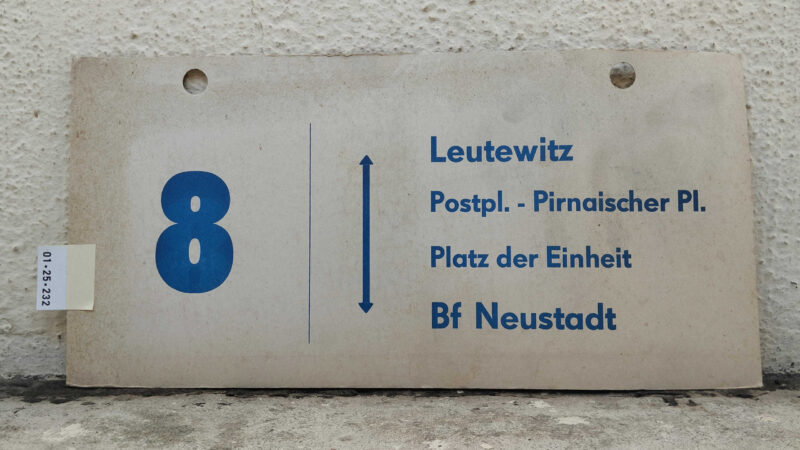 01•25•232
8
Leutewitz
Postpl. - Pirnaischer Pl.
Platz der Einheit
Bf Neustadt